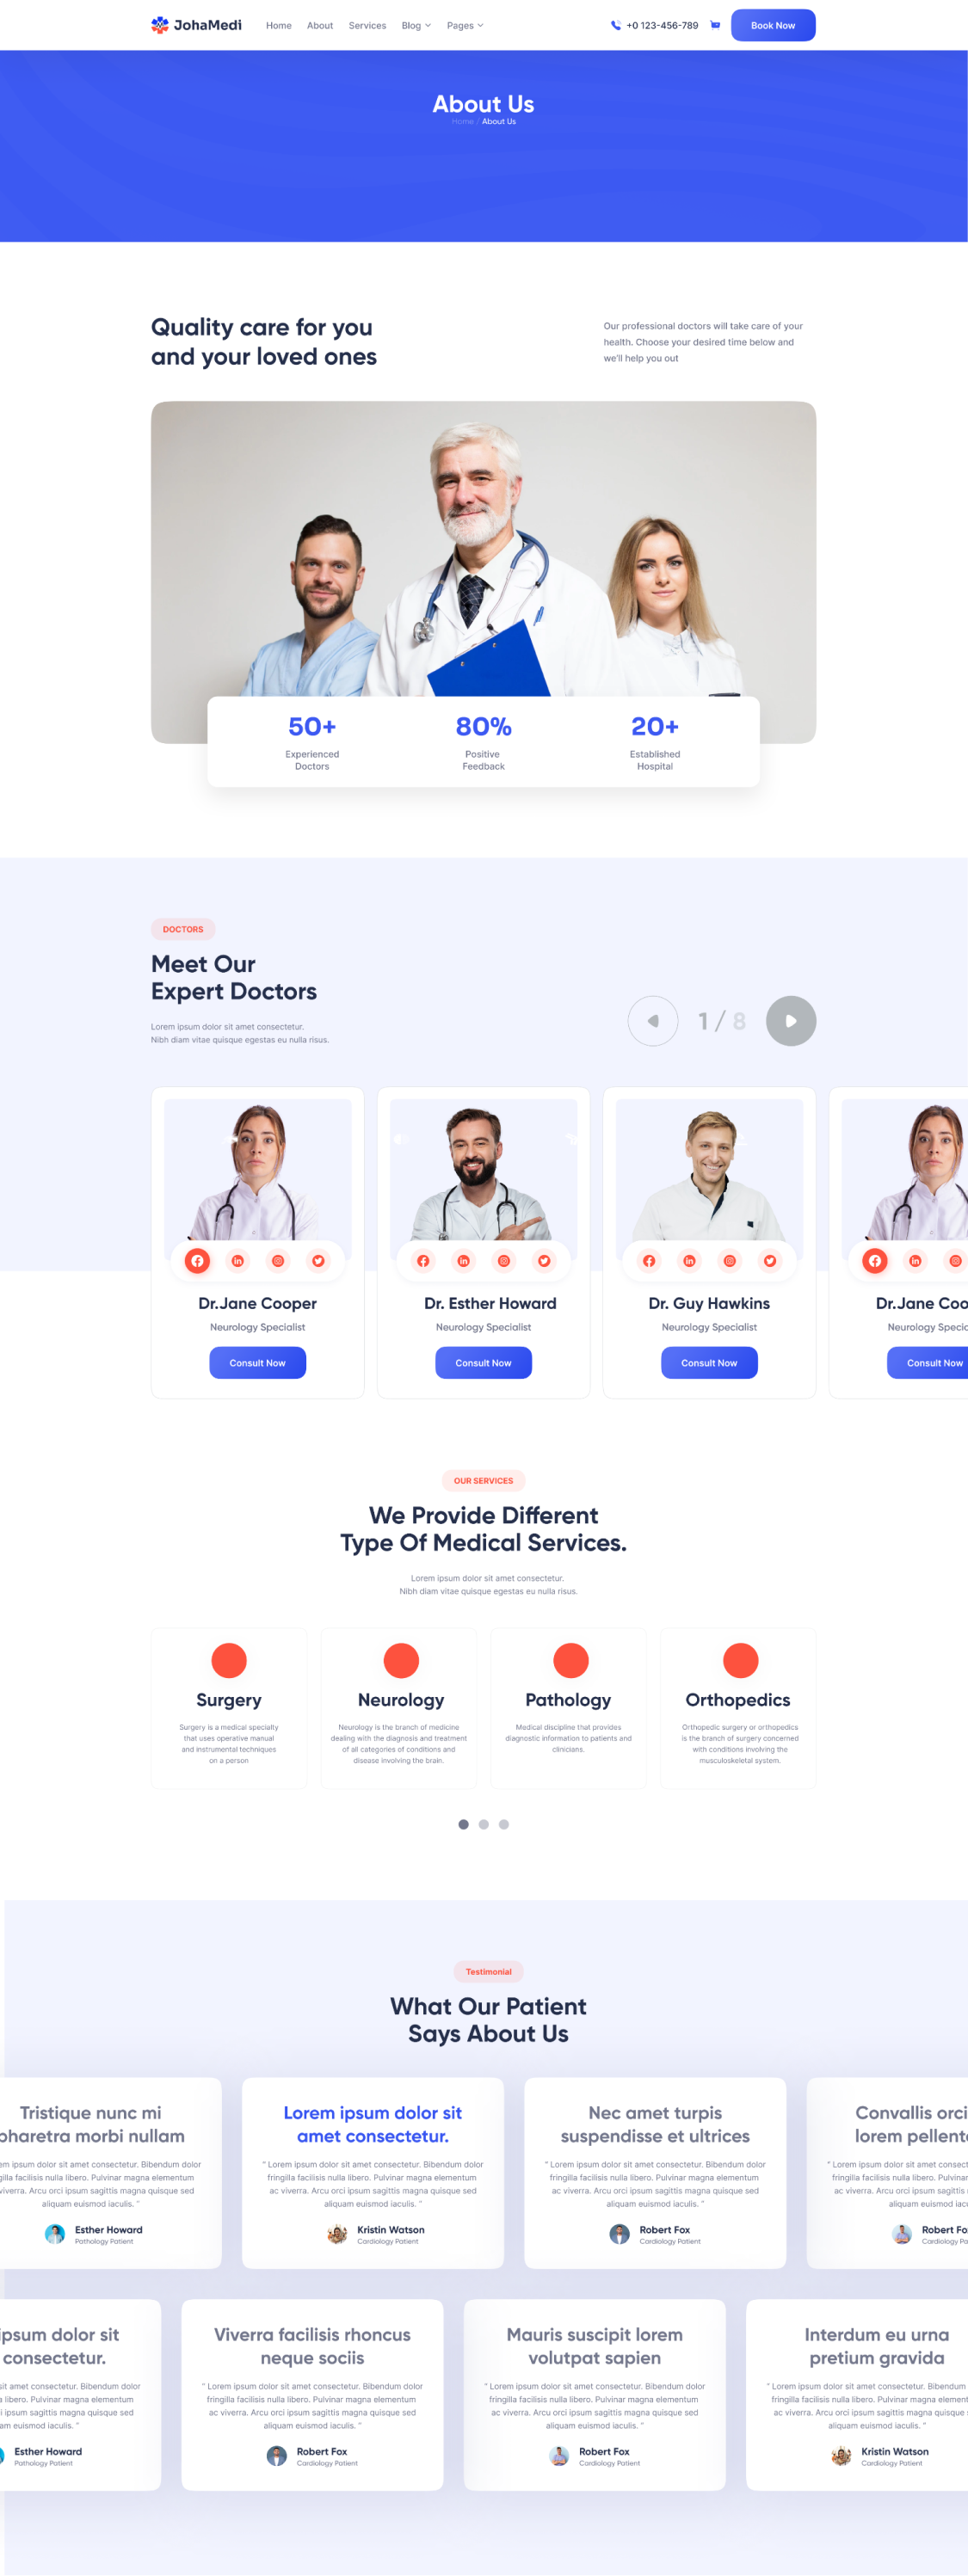 JohaMedi
Home
About
Services
Blog
Pages
+0 123-456-789
Book Now
About Us
Home / About Us
Quality care for you
and your loved ones
Our professional doctors will take care of your
health. Choose your desired time below and
we'll help you out
50+
Experienced
Doctors
80%
Positive
Feedback
20+
Established
Hospital
DOCTORS
Meet Our
Expert Doctors
Lorem ipsum dolor sit amet consectetur.
Nibh diam vitae quisque egestas eu nulla risus.
1 / 8
Dr.Jane Cooper
Neurology Specialist
Consult Now
Dr. Esther Howard
Neurology Specialist
Consult Now
Dr. Guy Hawkins
Neurology Specialist
Consult Now
Dr.Jane Coo
Neurology Specia
Consult Now
OUR SERVICES
We Provide Different
Type Of Medical Services.
Lorem ipsum dolor sit amet consectetur.
Nibh diam vitae quisque egestas eu nulla risus.
Surgery
Surgery is a medical specialty
that uses operative manual
and instrumental techniques
on a person
Neurology
Neurology is the branch of medicine
dealing with the diagnosis and treatment
of all categories of conditions and
disease involving the brain.
Pathology
Medical discipline that provides
diagnostic information to patients and
clinicians.
Orthopedics
Orthopedic surgery or orthopedics
is the branch of surgery concerned
with conditions involving the
musculoskeletal system.
Testimonial
What Our Patient
Says About Us
Tristique nunc mi
pharetra morbi nullam
em ipsum dolor sit amet consectetur. Bibendum dolor
gilla facilisis nulla libero. Pulvinar magna elementum
viverra. Arcu orci ipsum sagittis magna quisque sed
aliquam euismod iaculis. "
Esther Howard
Pathology Patient
Lorem ipsum dolor sit
amet consectetur.
" Lorem ipsum dolor sit amet consectetur. Bibendum dolor
fringilla facilisis nulla libero. Pulvinar magna elementum
ac viverra. Arcu orci ipsum sagittis magna quisque sed
aliquam euismod iaculis. "
Kristin Watson
Cardiology Patient
Nec amet turpis
suspendisse et ultrices
" Lorem ipsum dolor sit amet consectetur. Bibendum dolor
fringilla facilisis nulla libero. Pulvinar magna elementum
ac viverra. Arcu orci ipsum sagittis magna quisque sed
aliquam euismod iaculis. "
Robert Fox
Cardiology Patient
Convallis orci
lorem pellente
" Lorem ipsum dolor sit amet consect
fringilla facilisis nulla libero. Pulvinar
ac viverra. Arcu orci ipsum sagittis
aliquam euismod iacu
Robert Fo
Cardiology Pa
ipsum dolor sit
consectetur.
sit amet consectetur. Bibendum dolor
libero. Pulvinar magna elementum
i ipsum sagittis magna quisque sed
am euismod iaculis. "
Esther Howard
Pathology Patient
Viverra facilisis rhoncus
neque sociis
" Lorem ipsum dolor sit amet consectetur. Bibendum dolor
fringilla facilisis nulla libero. Pulvinar magna elementum
ac viverra. Arcu orci ipsum sagittis magna quisque sed
aliquam euismod iaculis. "
Robert Fox
Cardiology Patient
Mauris suscipit lorem
volutpat sapien
" Lorem ipsum dolor sit amet consectetur. Bibendum dolor
fringilla facilisis nulla libero. Pulvinar magna elementum
ac viverra. Arcu orci ipsum sagittis magna quisque sed
aliquam euismod iaculis. "
Robert Fox
Cardiology Patient
Interdum eu urna
pretium gravida
" Lorem ipsum dolor sit amet consectetur. Bibendum
fringilla facilisis nulla libero. Pulvinar magna element
ac viverra. Arcu orci ipsum sagittis magna quisque
aliquam euismod iaculis. "
Kristin Watson
Cardiology Patient